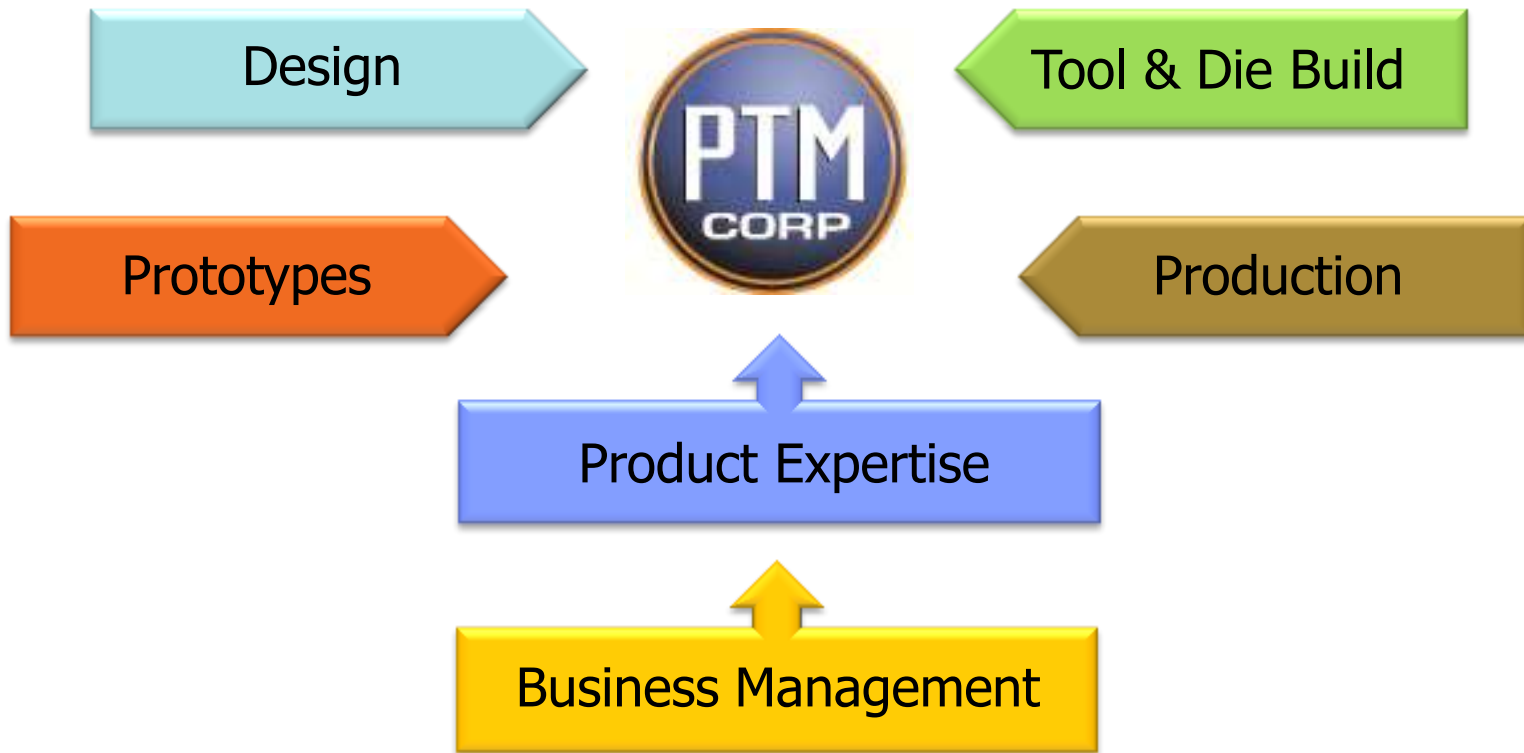 Design
PTM
CORP
Tool & Die Build
Prototypes
Production
Product Expertise
Business Management